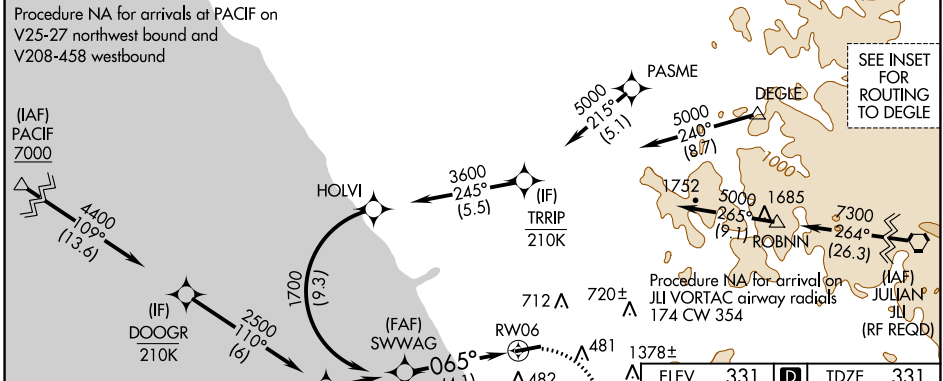 Procedure NA for arrivals at PACIF on
V25-27 northwest bound and
V208-458 westbound
SEE INSET
FOR
ROUTING
TO DEGLE
PASME
5000
215°
(5.1)
DEGLE
5000
240°
(8.7)
1000
(IAF)
PACIF
7000
4400
109°
(13.6)
HOLVI
3600
245°
(5.5)
(IF)
TRRIP
210K
1752
5000
265°
(9.1)
1685
ROBNN
7300
264°
(26.3)
(IAF)
JULIAN
JLI
(RF REQD)
Procedure NA for arrival on
JLI VORTAC airway radials
174 CW 354
1700
(9.3)
(IF)
DOOGR
210K
2500
110°
(6)
(FAF)
SWWAG
065°
RW06
712
720±
481
482
1378±
ELEV 331
D
TDZE 331